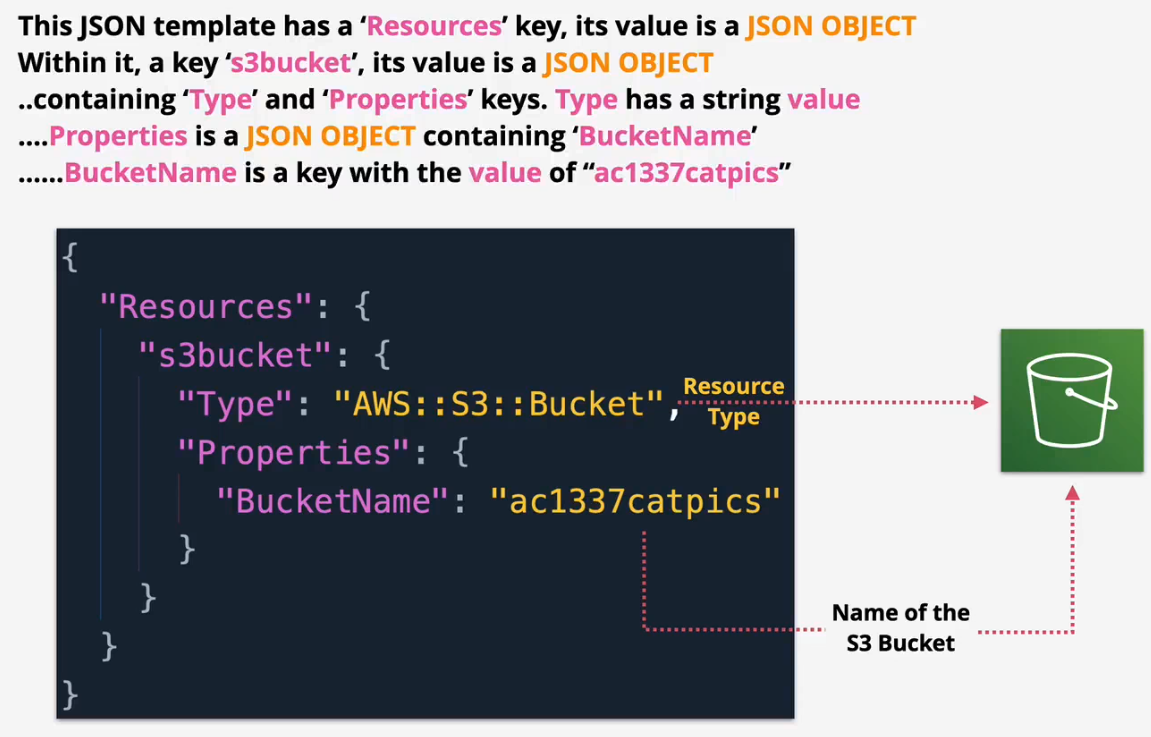 This JSON template has a ‘Resources’ key, its value is a JSON OBJECT
Within it, a key ‘s3bucket’, its value is a JSON OBJECT
..containing ‘Type’ and ‘Properties’ keys. Type has a string value
....Properties is a JSON OBJECT containing ‘BucketName’
......BucketName is a key with the value of “ac1337catpics”
{
"Resources": {
"s3bucket": {
"Type": "AWS::S3::Bucket",
"Properties": {
"BucketName": "ac1337catpics"
}
}
}
}
Resource
Type
Name of the
S3 Bucket